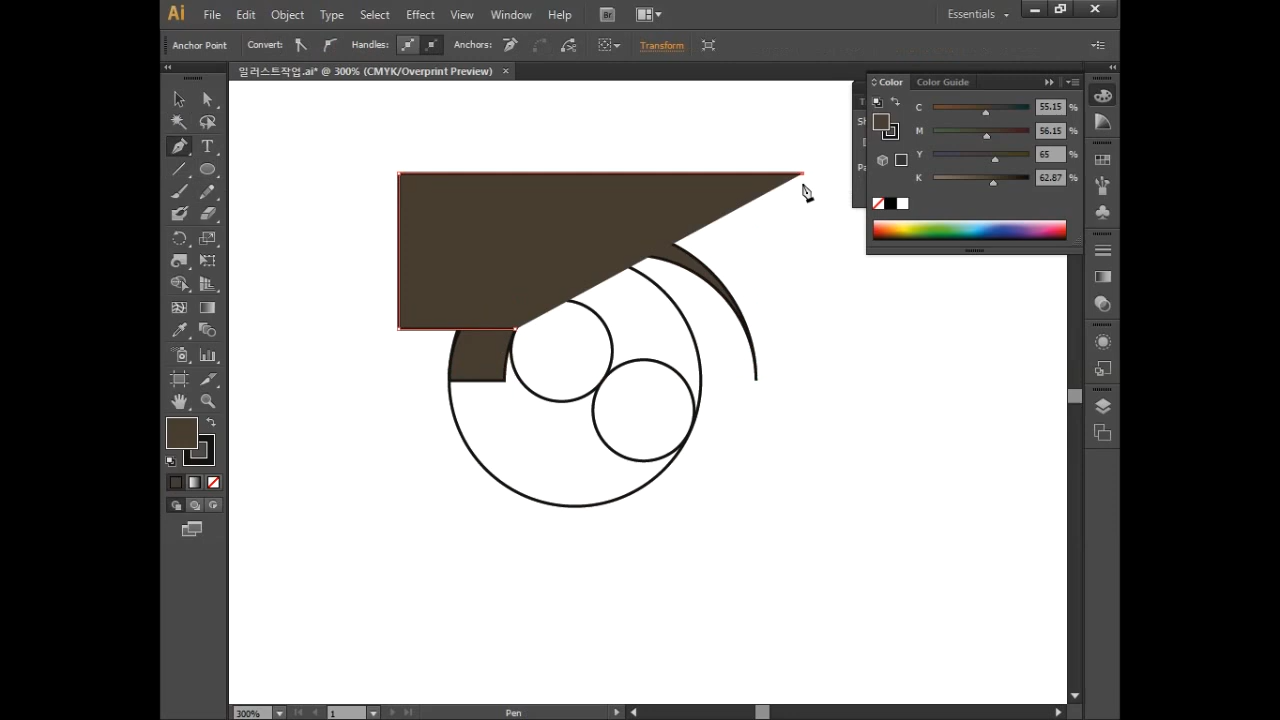 Ai File Edit Object Type Select Effect View Window Help Br Essentials
Anchor Point Convert: Handles: Anchors: Transform
일러스트작업.ai* @ 300% (CMYK/Overprint Preview) ×
Color Color Guide
C 55.15 %
M 56.15 %
Y 65 %
K 62.87 %
T
300% 1 Pen